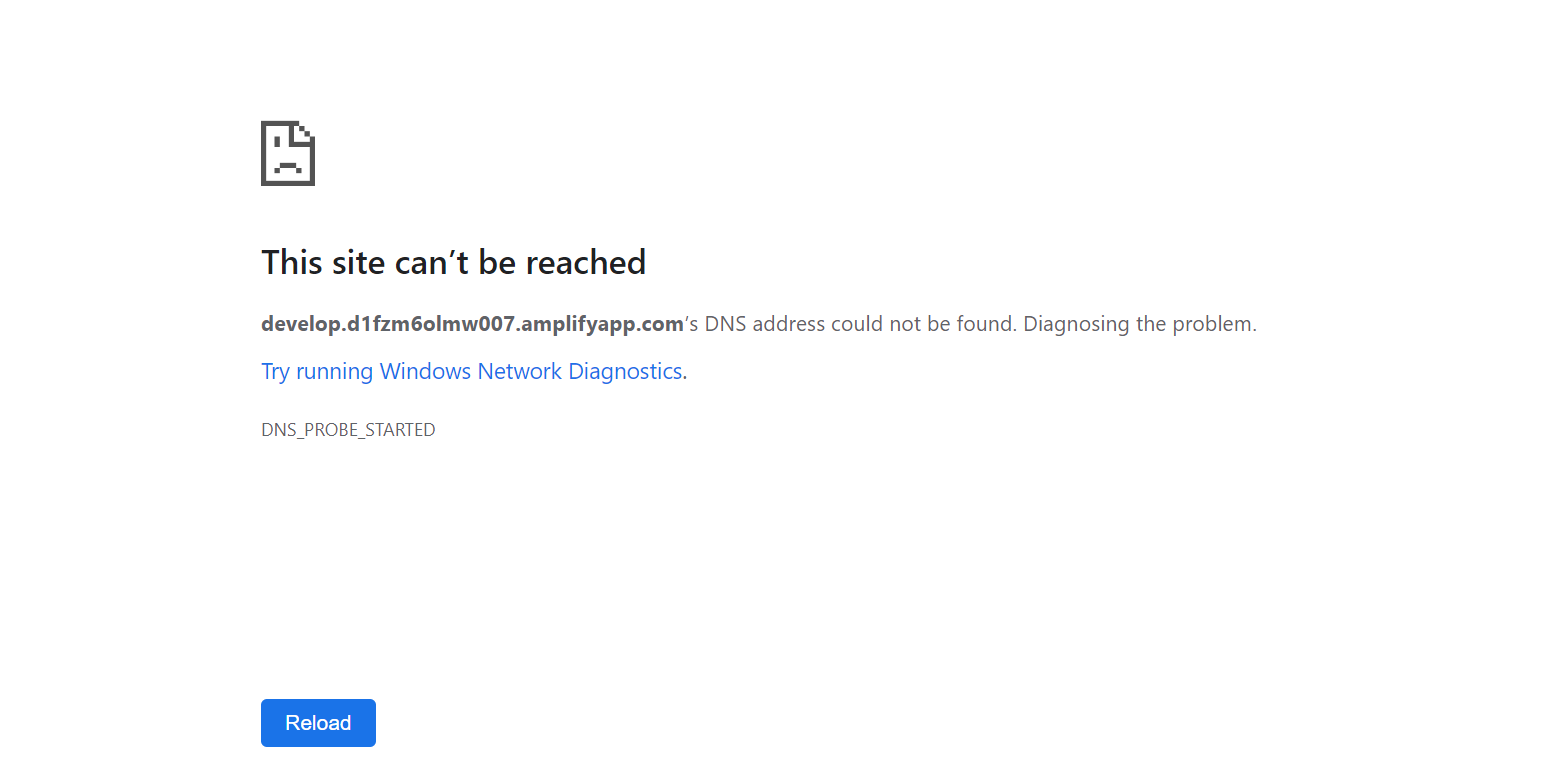 This site can’t be reached
develop.d1fzm6olmw007.amplifyapp.com’s DNS address could not be found. Diagnosing the problem.
Try running Windows Network Diagnostics.
DNS_PROBE_STARTED
Reload